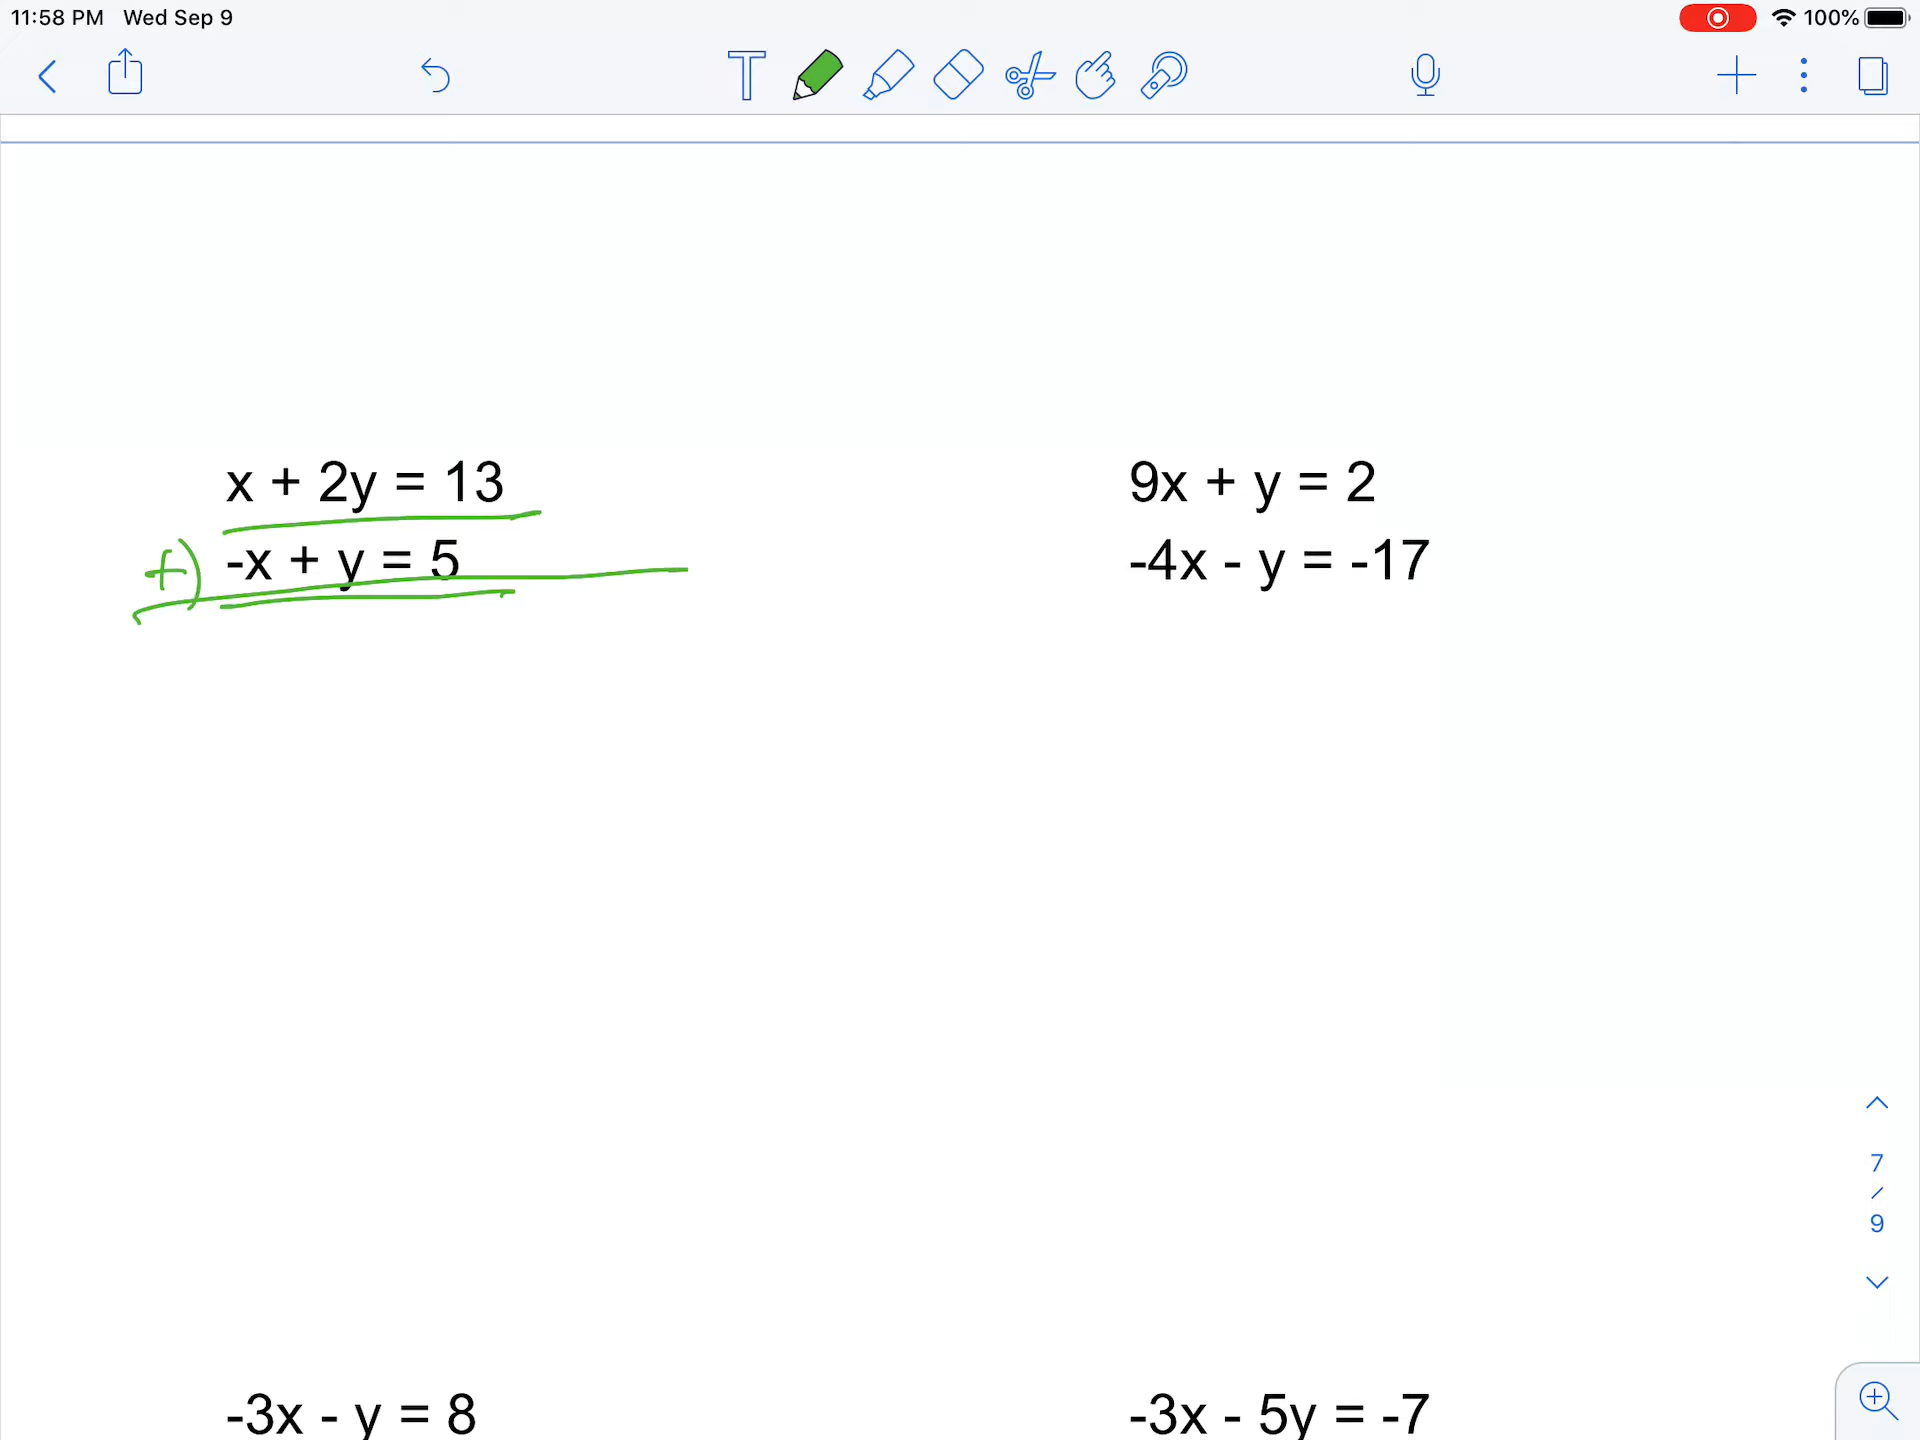 11:58 PM Wed Sep 9
100%
T
x + 2y = 13
+) -x + y = 5
9x + y = 2
-4x - y = -17
7
/
9
-3x - y = 8
-3x - 5y = -7